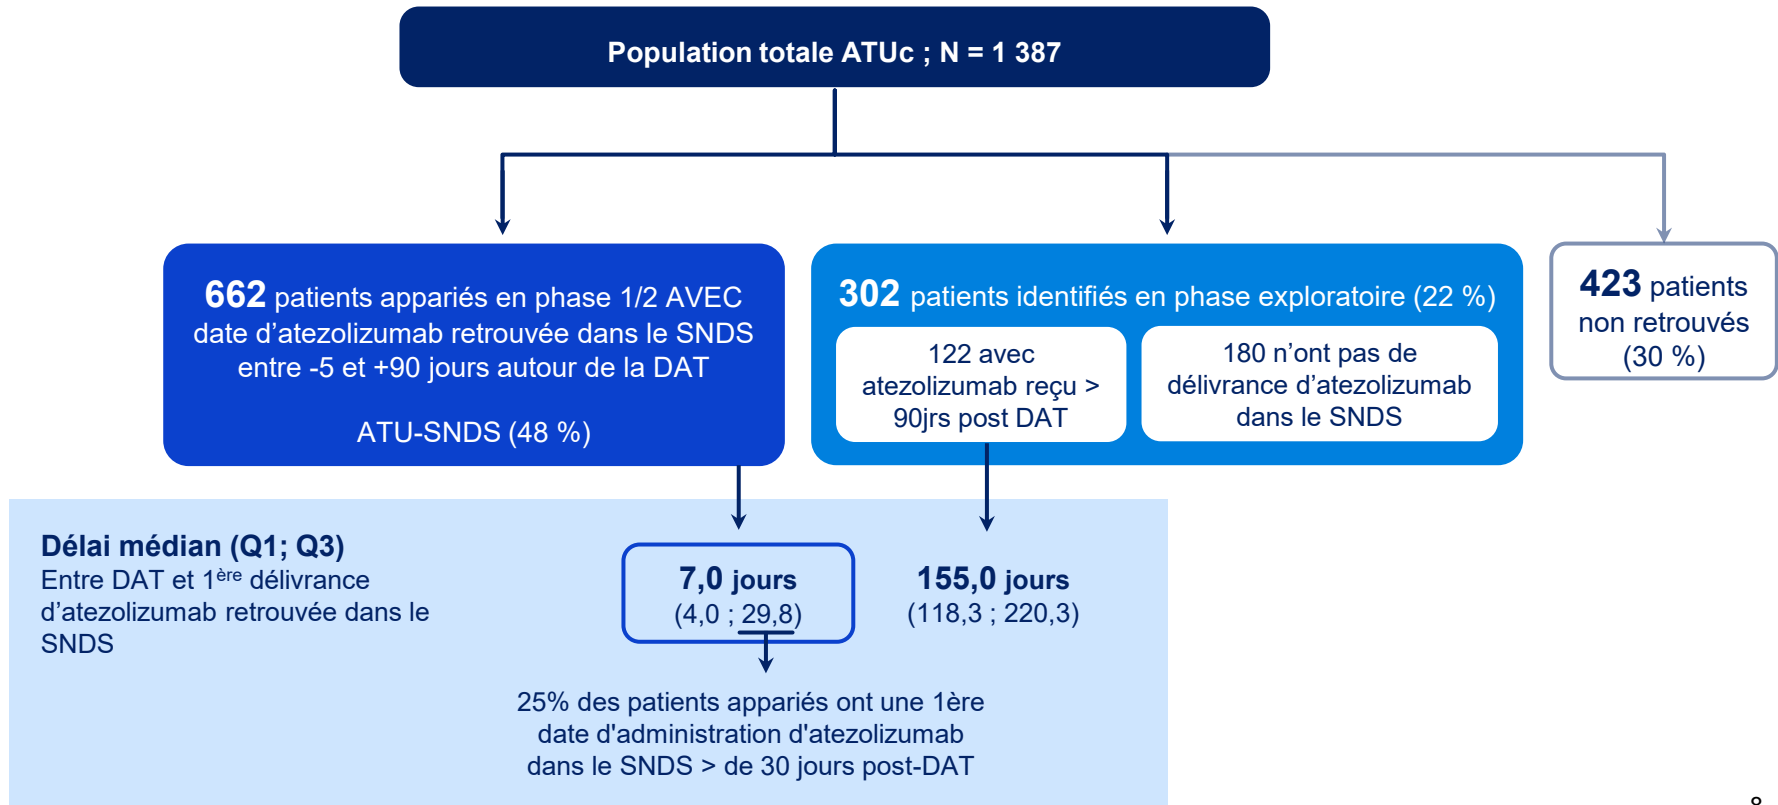 Population totale ATUc ; N = 1 387
662 patients appariés en phase 1/2 AVEC
date d'atezolizumab retrouvée dans le SNDS
entre -5 et +90 jours autour de la DAT
ATU-SNDS (48 %)
302 patients identifiés en phase exploratoire (22 %)
122 avec
atezolizumab reçu >
90jrs post DAT
180 n'ont pas de
délivrance d'atezolizumab
dans le SNDS
423 patients
non retrouvés
(30 %)
Délai médian (Q1; Q3)
Entre DAT et 1ère délivrance
d'atezolizumab retrouvée dans le
SNDS
7,0 jours
(4,0 ; 29,8)
155,0 jours
(118,3 ; 220,3)
25% des patients appariés ont une 1ère
date d'administration d'atezolizumab
dans le SNDS > de 30 jours post-DAT